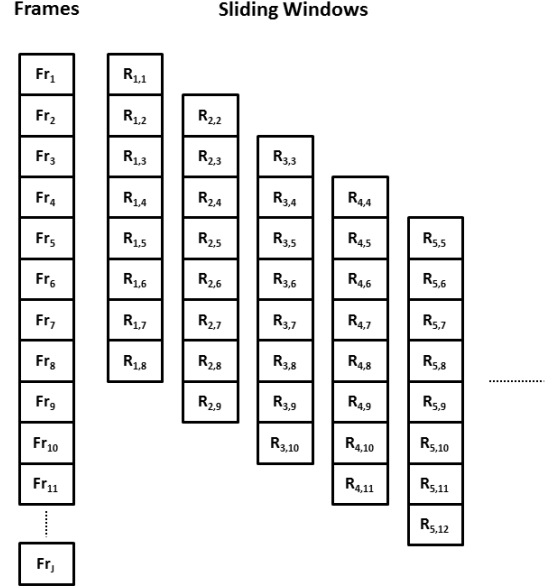 Frames Sliding Windows
Fr₁ R₁,₁
Fr₂ R₁,₂ R₂,₂
Fr₃ R₁,₃ R₂,₃ R₃,₃
Fr₄ R₁,₄ R₂,₄ R₃,₄ R₄,₄
Fr₅ R₁,₅ R₂,₅ R₃,₅ R₄,₅ R₅,₅
Fr₆ R₁,₆ R₂,₆ R₃,₆ R₄,₆ R₅,₆
Fr₇ R₁,₇ R₂,₇ R₃,₇ R₄,₇ R₅,₇
Fr₈ R₁,₈ R₂,₈ R₃,₈ R₄,₈ R₅,₈
Fr₉ R₂,₉ R₃,₉ R₄,₉ R₅,₉
Fr₁₀ R₃,₁₀ R₄,₁₀ R₅,₁₀
Fr₁₁ R₄,₁₁ R₅,₁₁
R₅,₁₂
Frⱼ